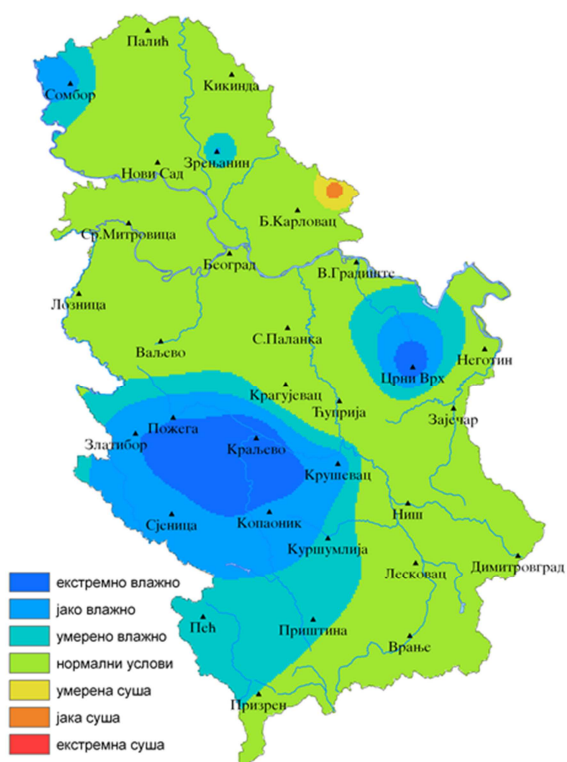 Палић
Кикинда
Сомбор
Зрењанин
Нови Сад
Б.Карловац
Ср.Митровица
Београд
В.Градиште
Лозница
С.Паланка
Ваљево
Неготин
Црни Врх
Крагујевац
Ћуприја
Зајечар
Пожега
Златибор
Краљево
Крушевац
Сјеница
Копаоник
Ниш
Куршумлија
Димитровград
Лесковац
Пећ
Приштина
Врање
Призрен
екстремно влажно
јако влажно
умерено влажно
нормални услови
умерена суша
јака суша
екстремна суша